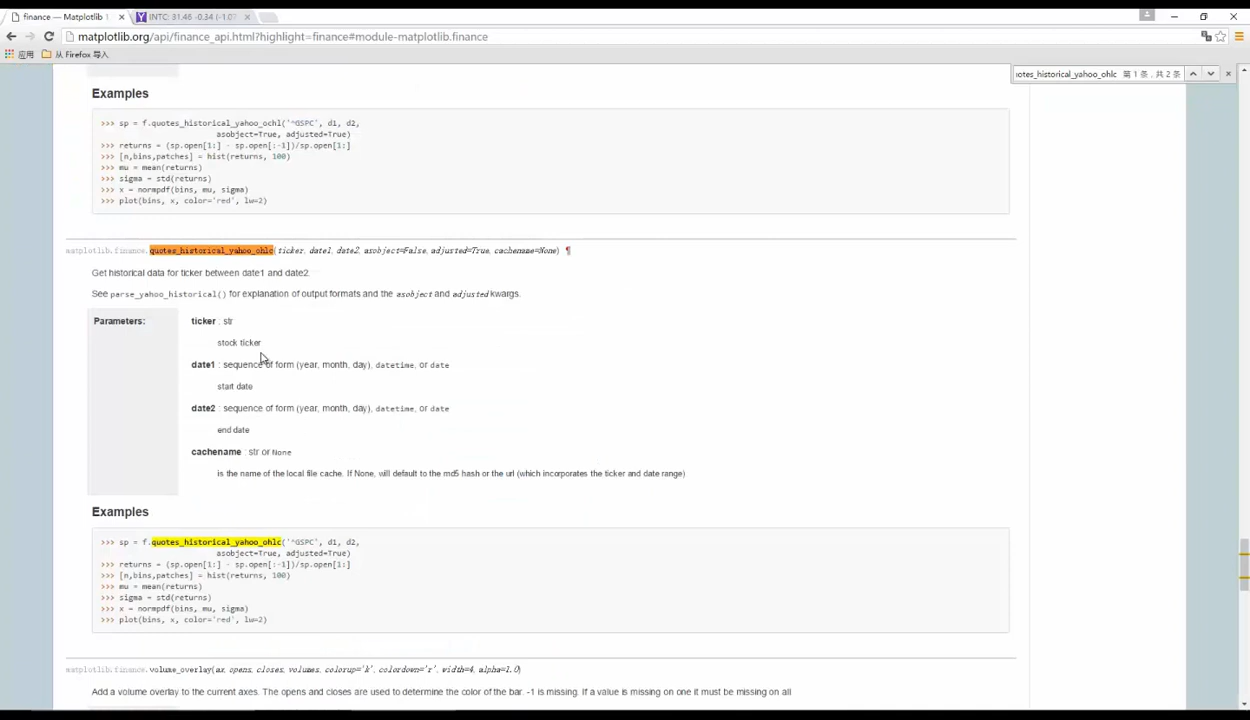 finance — Matplotlib
INTC: 31.46 -0.34 (-1.07
matplotlib.org/api/finance_api.html?highlight=finance#module-matplotlib.finance
应用 从 Firefox 导入
iotes_historical_yahoo_ohlc 第 1 条，共 2 条
Examples
>>> sp = f.quotes_historical_yahoo_ochl('^GSPC', d1, d2,
asobject=True, adjusted=True)
>>> returns = (sp.open[1:] - sp.open[:-1])/sp.open[1:]
>>> [n,bins,patches] = hist(returns, 100)
>>> mu = mean(returns)
>>> sigma = std(returns)
>>> x = normpdf(bins, mu, sigma)
>>> plot(bins, x, color='red', lw=2)
matplotlib.finance.quotes_historical_yahoo_ohlc(ticker, date1, date2, asobject=False, adjusted=True, cachename=None) ¶
Get historical data for ticker between date1 and date2.
See parse_yahoo_historical() for explanation of output formats and the asobject and adjusted kwargs.
Parameters:
ticker : str
stock ticker
date1 : sequence of form (year, month, day), datetime, or date
start date
date2 : sequence of form (year, month, day), datetime, or date
end date
cachename : str or None
is the name of the local file cache. If None, will default to the md5 hash or the url (which incorporates the ticker and date range)
Examples
>>> sp = f.quotes_historical_yahoo_ohlc('^GSPC', d1, d2,
asobject=True, adjusted=True)
>>> returns = (sp.open[1:] - sp.open[:-1])/sp.open[1:]
>>> [n,bins,patches] = hist(returns, 100)
>>> mu = mean(returns)
>>> sigma = std(returns)
>>> x = normpdf(bins, mu, sigma)
>>> plot(bins, x, color='red', lw=2)
matplotlib.finance.volume_overlay(ax, opens, closes, volumes, colorup='k', colordown='r', width=4, alpha=1.0)
Add a volume overlay to the current axes. The opens and closes are used to determine the color of the bar. -1 is missing. If a value is missing on one it must be missing on all